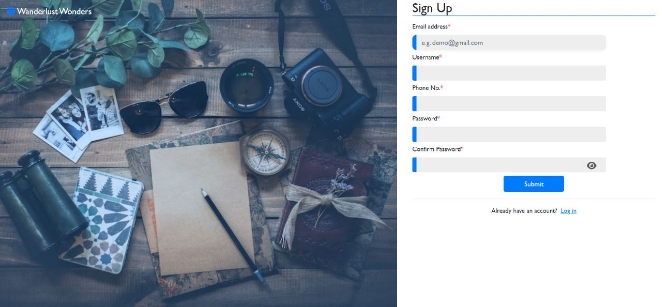 Wanderlust Wonders
Sign Up
Email address*
e.g. demo@gmail.com
Username*
Phone No.*
Password*
Confirm Password*
Submit
Already have an account? Log in